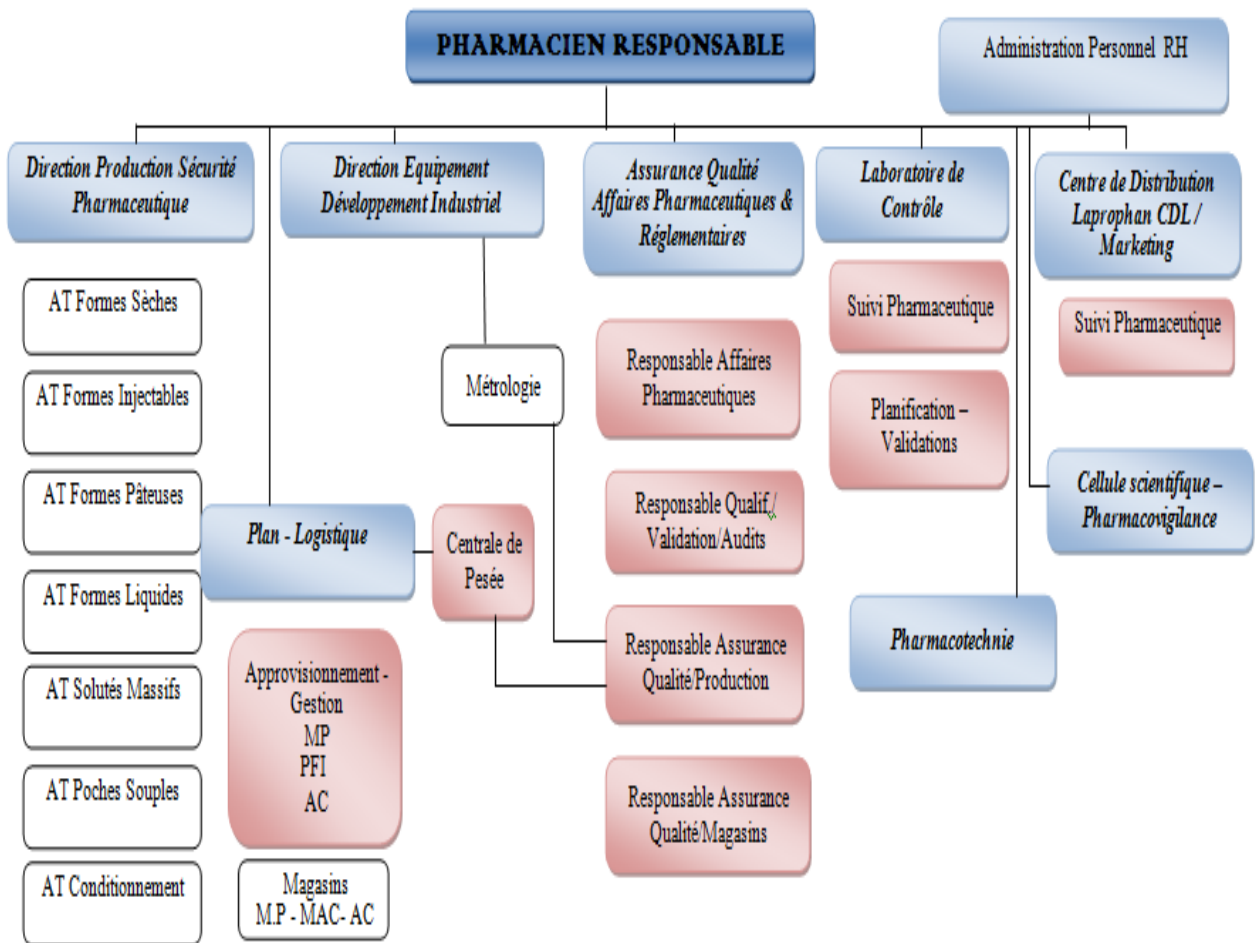 PHARMACIEN RESPONSABLE
Administration Personnel RH
Direction Production Sécurité
Pharmaceutique
Direction Equipement
Développement Industriel
Assurance Qualité
Affaires Pharmaceutiques &
Réglementaires
Laboratoire de
Contrôle
Centre de Distribution
Laprophan CDL /
Marketing
AT Formes Sèches
AT Formes Injectables
AT Formes Pâteuses
AT Formes Liquides
AT Solutés Massifs
AT Poches Souples
AT Conditionnement
Plan - Logistique
Approvisionnement -
Gestion
MP
PFI
AC
Magasins
M.P - MAC- AC
Métrologie
Centrale de
Pesée
Responsable Affaires
Pharmaceutiques
Responsable Qualif./
Validation/Audits
Responsable Assurance
Qualité/Production
Responsable Assurance
Qualité/Magasins
Suivi Pharmaceutique
Planification –
Validations
Suivi Pharmaceutique
Cellule scientifique –
Pharmacovigilance
Pharmacotechnie